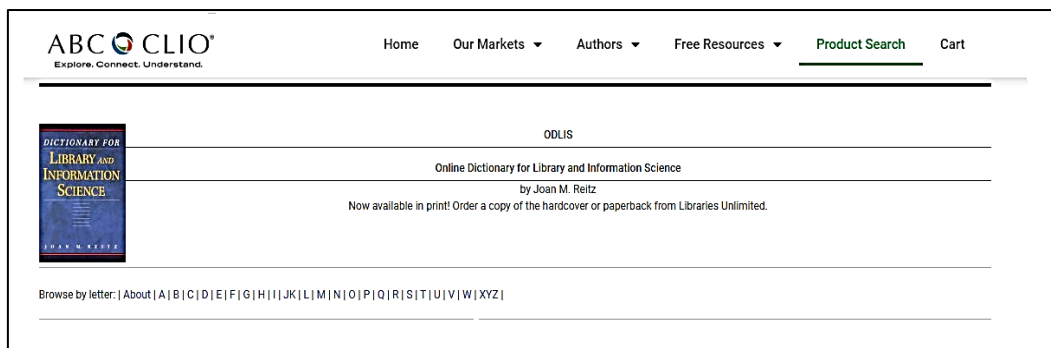 ABC CLIO®
Explore. Connect. Understand.
Home Our Markets Authors Free Resources Product Search Cart
DICTIONARY FOR
LIBRARY AND
INFORMATION
SCIENCE
JOAN M. REITZ
ODLIS
Online Dictionary for Library and Information Science
by Joan M. Reitz
Now available in print! Order a copy of the hardcover or paperback from Libraries Unlimited.
Browse by letter: | About | A | B | C | D | E | F | G | H | I | JK | L | M | N | O | P | Q | R | S | T | U | V | W | XYZ |